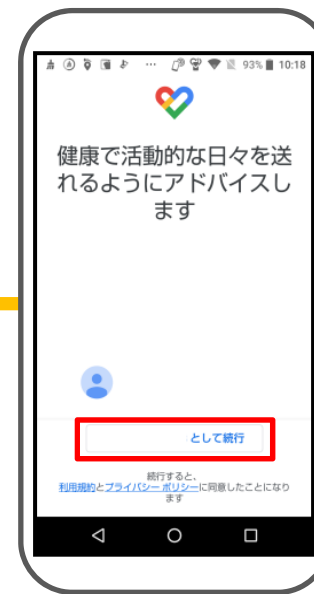 93% 10:18
健康で活動的な日々を送
れるようにアドバイスし
ます
として続行
続行すると、
利用規約とプライバシー ポリシーに同意したことになり
ます